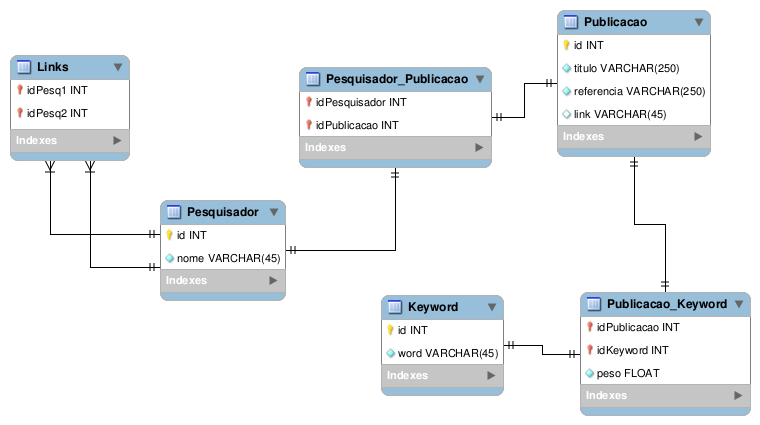 Links
idPesq1 INT
idPesq2 INT
Indexes
Pesquisador_Publicacao
idPesquisador INT
idPublicacao INT
Indexes
Publicacao
id INT
titulo VARCHAR(250)
referencia VARCHAR(250)
link VARCHAR(45)
Indexes
Pesquisador
id INT
nome VARCHAR(45)
Indexes
Keyword
id INT
word VARCHAR(45)
Indexes
Publicacao_Keyword
idPublicacao INT
idKeyword INT
peso FLOAT
Indexes